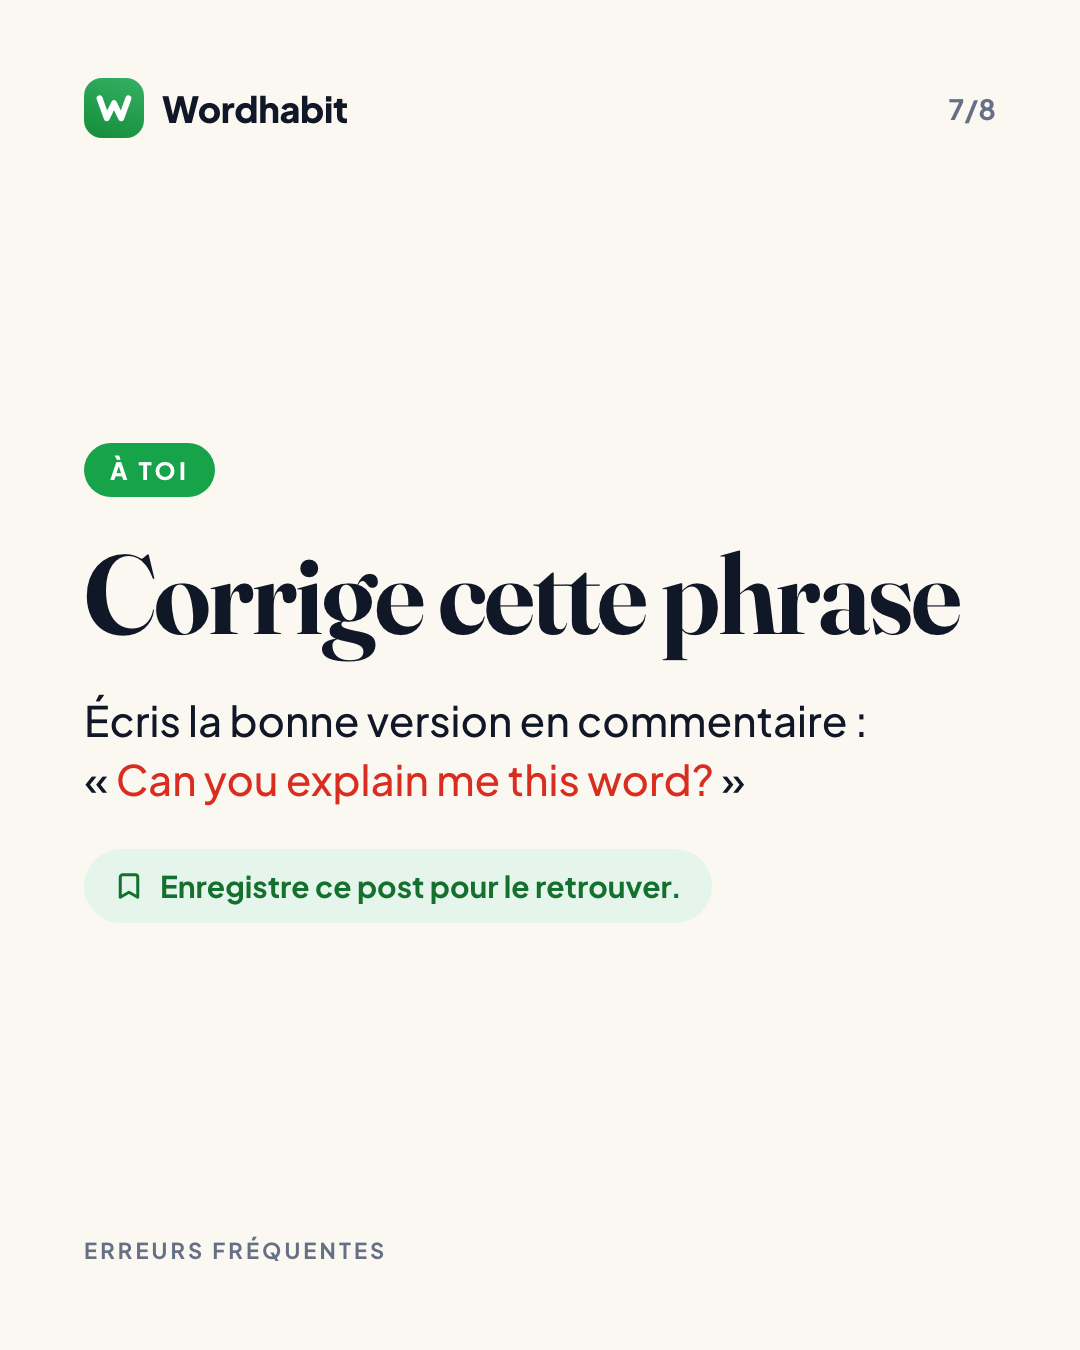 W Wordhabit
7/8
À TOI
Corrige cette phrase
Écris la bonne version en commentaire :
« Can you explain me this word? »
Enregistre ce post pour le retrouver.
ERREURS FRÉQUENTES